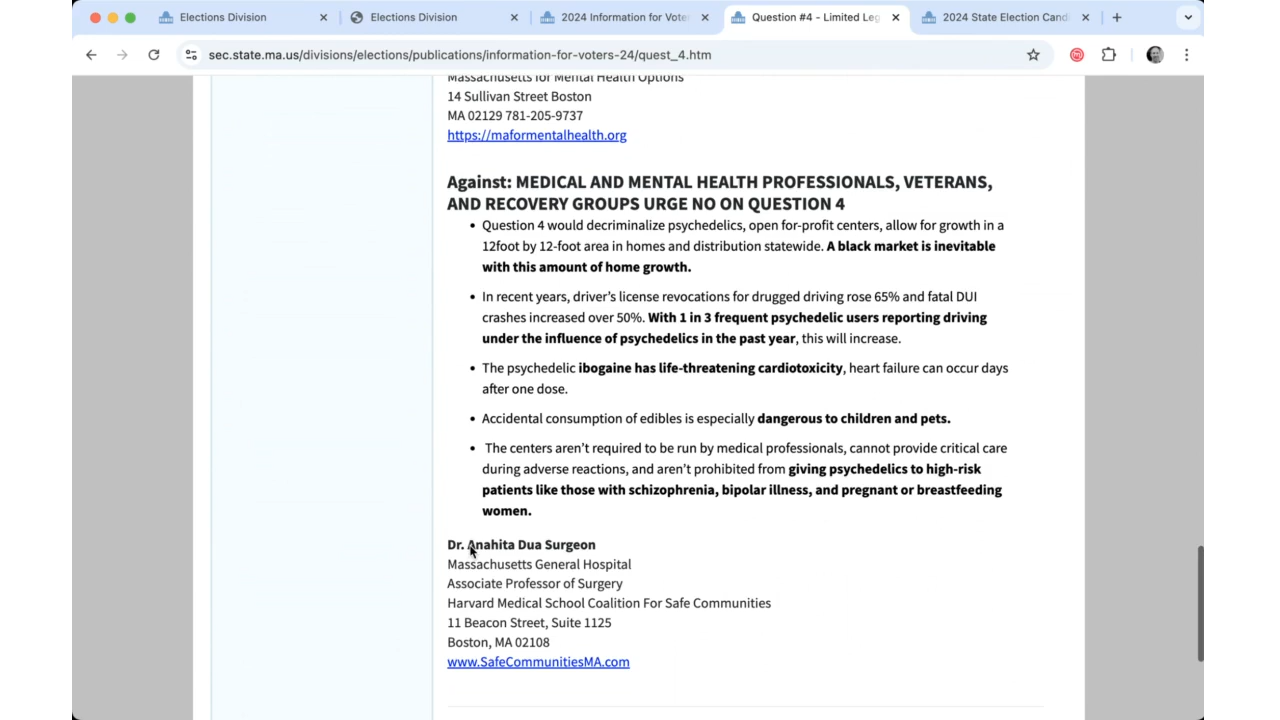 Elections Division
Elections Division
2024 Information for Vote
Question #4 - Limited Leg
2024 State Election Cand
sec.state.ma.us/divisions/elections/publications/information-for-voters-24/quest_4.htm
Massachusetts for Mental Health Options
14 Sullivan Street Boston
MA 02129 781-205-9737
https://maformentalhealth.org
Against: MEDICAL AND MENTAL HEALTH PROFESSIONALS, VETERANS,
AND RECOVERY GROUPS URGE NO ON QUESTION 4
• Question 4 would decriminalize psychedelics, open for-profit centers, allow for growth in a
12foot by 12-foot area in homes and distribution statewide. A black market is inevitable
with this amount of home growth.
• In recent years, driver's license revocations for drugged driving rose 65% and fatal DUI
crashes increased over 50%. With 1 in 3 frequent psychedelic users reporting driving
under the influence of psychedelics in the past year, this will increase.
• The psychedelic ibogaine has life-threatening cardiotoxicity, heart failure can occur days
after one dose.
• Accidental consumption of edibles is especially dangerous to children and pets.
• The centers aren't required to be run by medical professionals, cannot provide critical care
during adverse reactions, and aren't prohibited from giving psychedelics to high-risk
patients like those with schizophrenia, bipolar illness, and pregnant or breastfeeding
women.
Dr. Anahita Dua Surgeon
Massachusetts General Hospital
Associate Professor of Surgery
Harvard Medical School Coalition For Safe Communities
11 Beacon Street, Suite 1125
Boston, MA 02108
www.SafeCommunitiesMA.com